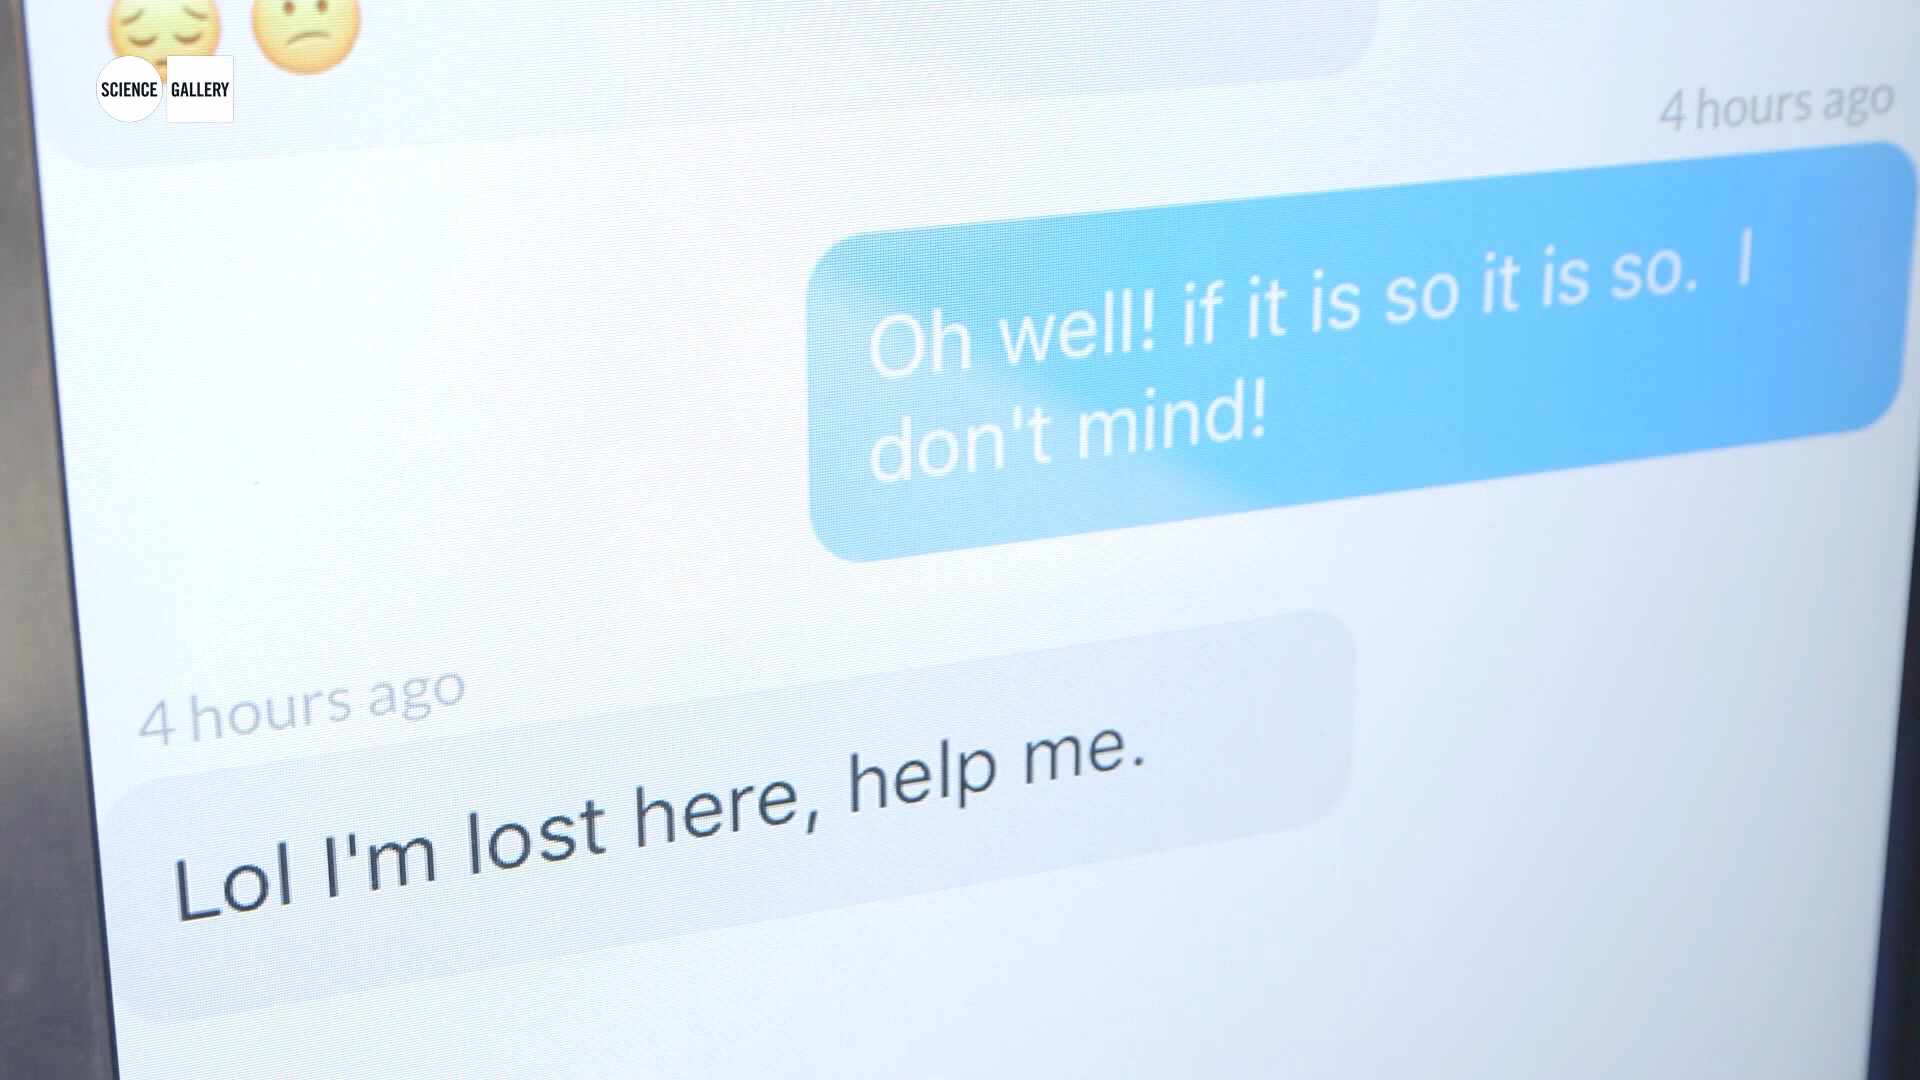 SCIENCE GALLERY
4 hours ago
Oh well! if it is so it is so.  I
don't mind!
4 hours ago
Lol I'm lost here, help me.